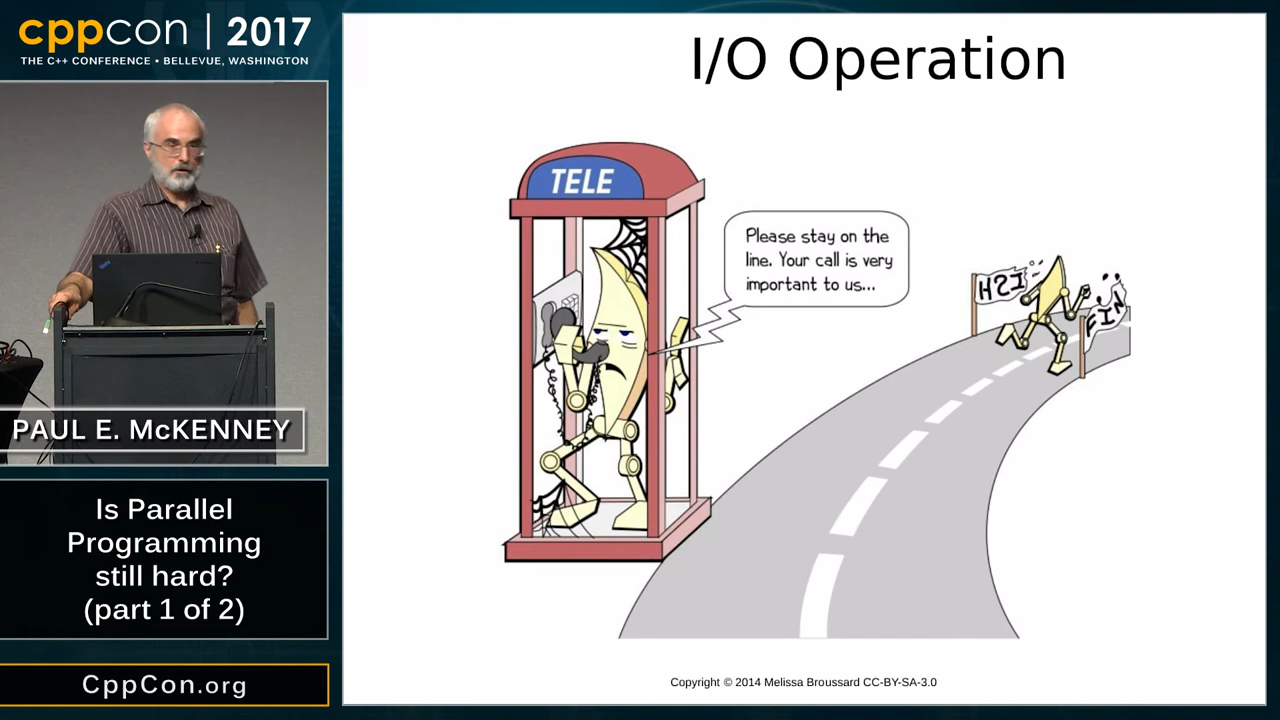 cppcon | 2017
THE C++ CONFERENCE • BELLEVUE, WASHINGTON
PAUL E. McKENNEY
Is Parallel
Programming
still hard?
(part 1 of 2)
CppCon.org
I/O Operation
TELE
Please stay on the
line. Your call is very
important to us...
FIN
Copyright © 2014 Melissa Broussard CC-BY-SA-3.0